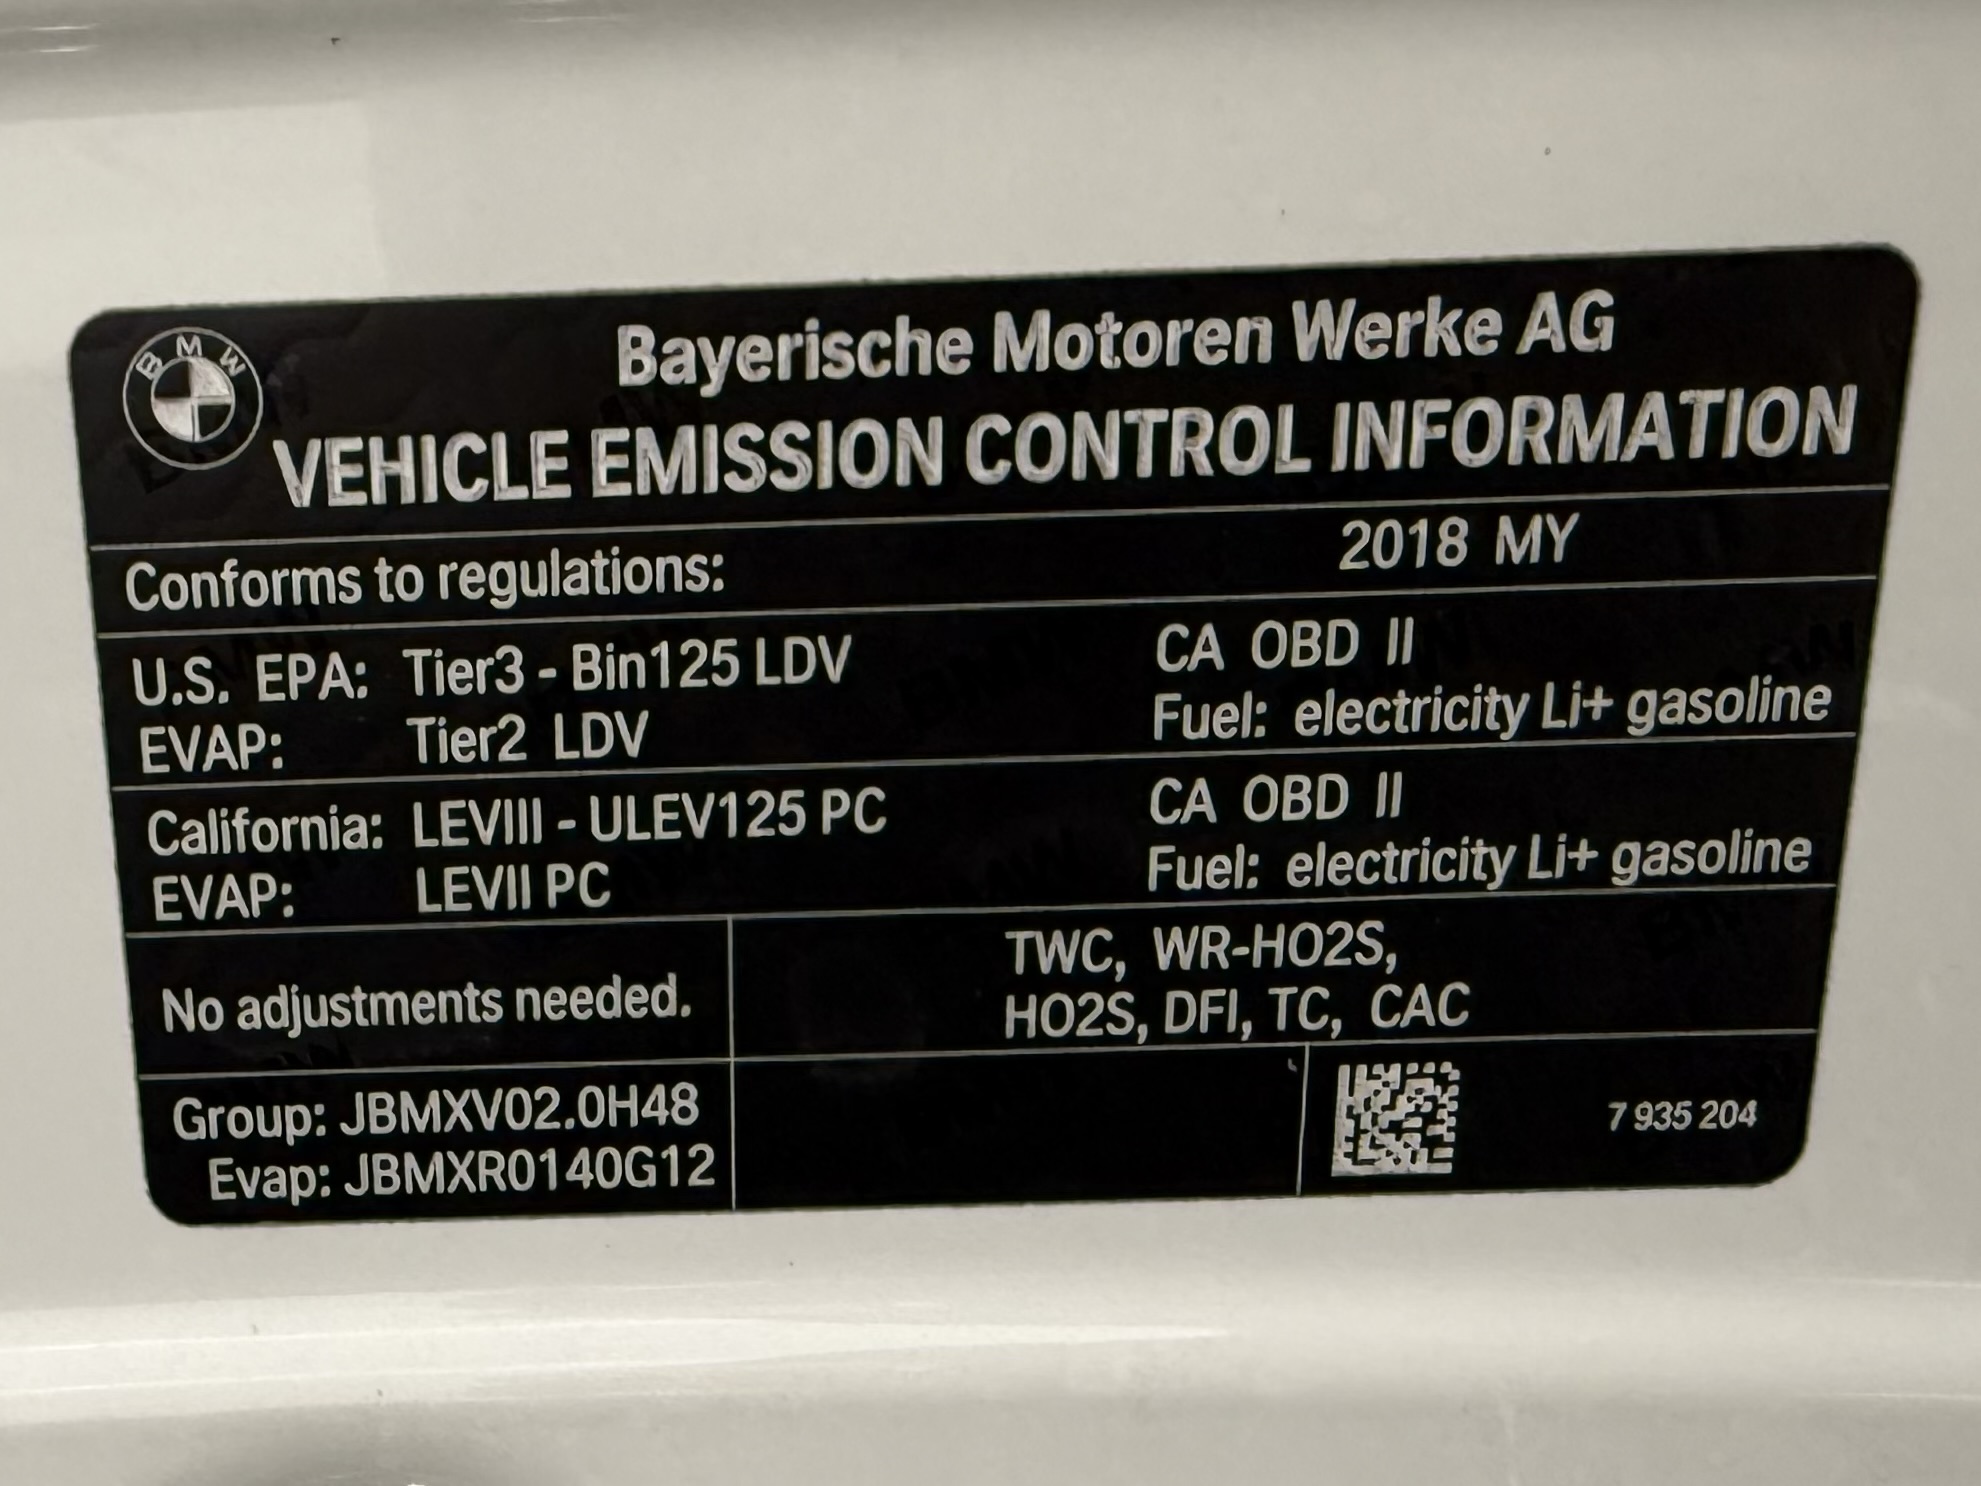 BMW
Bayerische Motoren Werke AG
VEHICLE EMISSION CONTROL INFORMATION
Conforms to regulations: 2018 MY
U.S. EPA: Tier3 - Bin125 LDV CA OBD II
EVAP: Tier2 LDV Fuel: electricity Li+ gasoline
California: LEVIII - ULEV125 PC CA OBD II
EVAP: LEVII PC Fuel: electricity Li+ gasoline
No adjustments needed.
TWC, WR-HO2S,
HO2S, DFI, TC, CAC
Group: JBMXV02.0H48
Evap: JBMXR0140G12
7 935 204